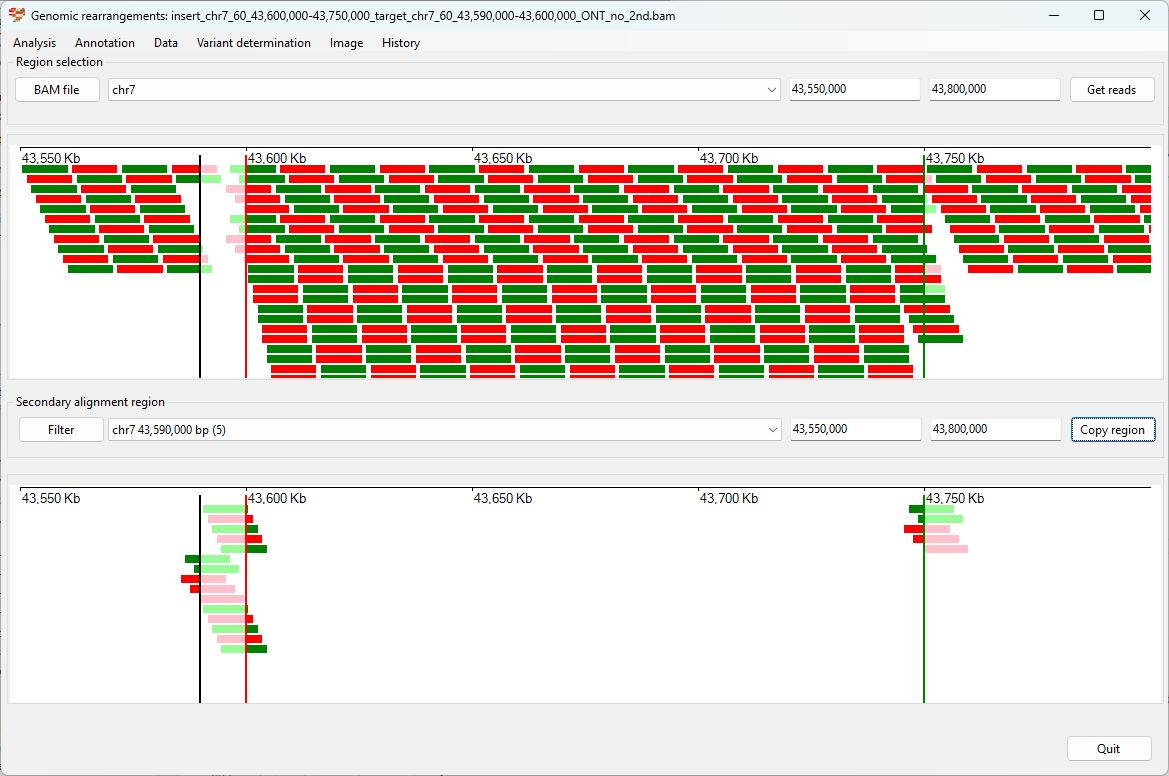 Genomic rearrangements: insert_chr7_60_43,600,000-43,750,000_target_chr7_60_43,590,000-43,600,000_ONT_no_2nd.bam
Analysis Annotation Data Variant determination Image History
Region selection
BAM file chr7 43,550,000 43,800,000 Get reads
43,550 Kb 43,600 Kb 43,650 Kb 43,700 Kb 43,750 Kb
Secondary alignment region
Filter chr7 43,590,000 bp (5) 43,550,000 43,800,000 Copy region
43,550 Kb 43,600 Kb 43,650 Kb 43,700 Kb 43,750 Kb
Quit